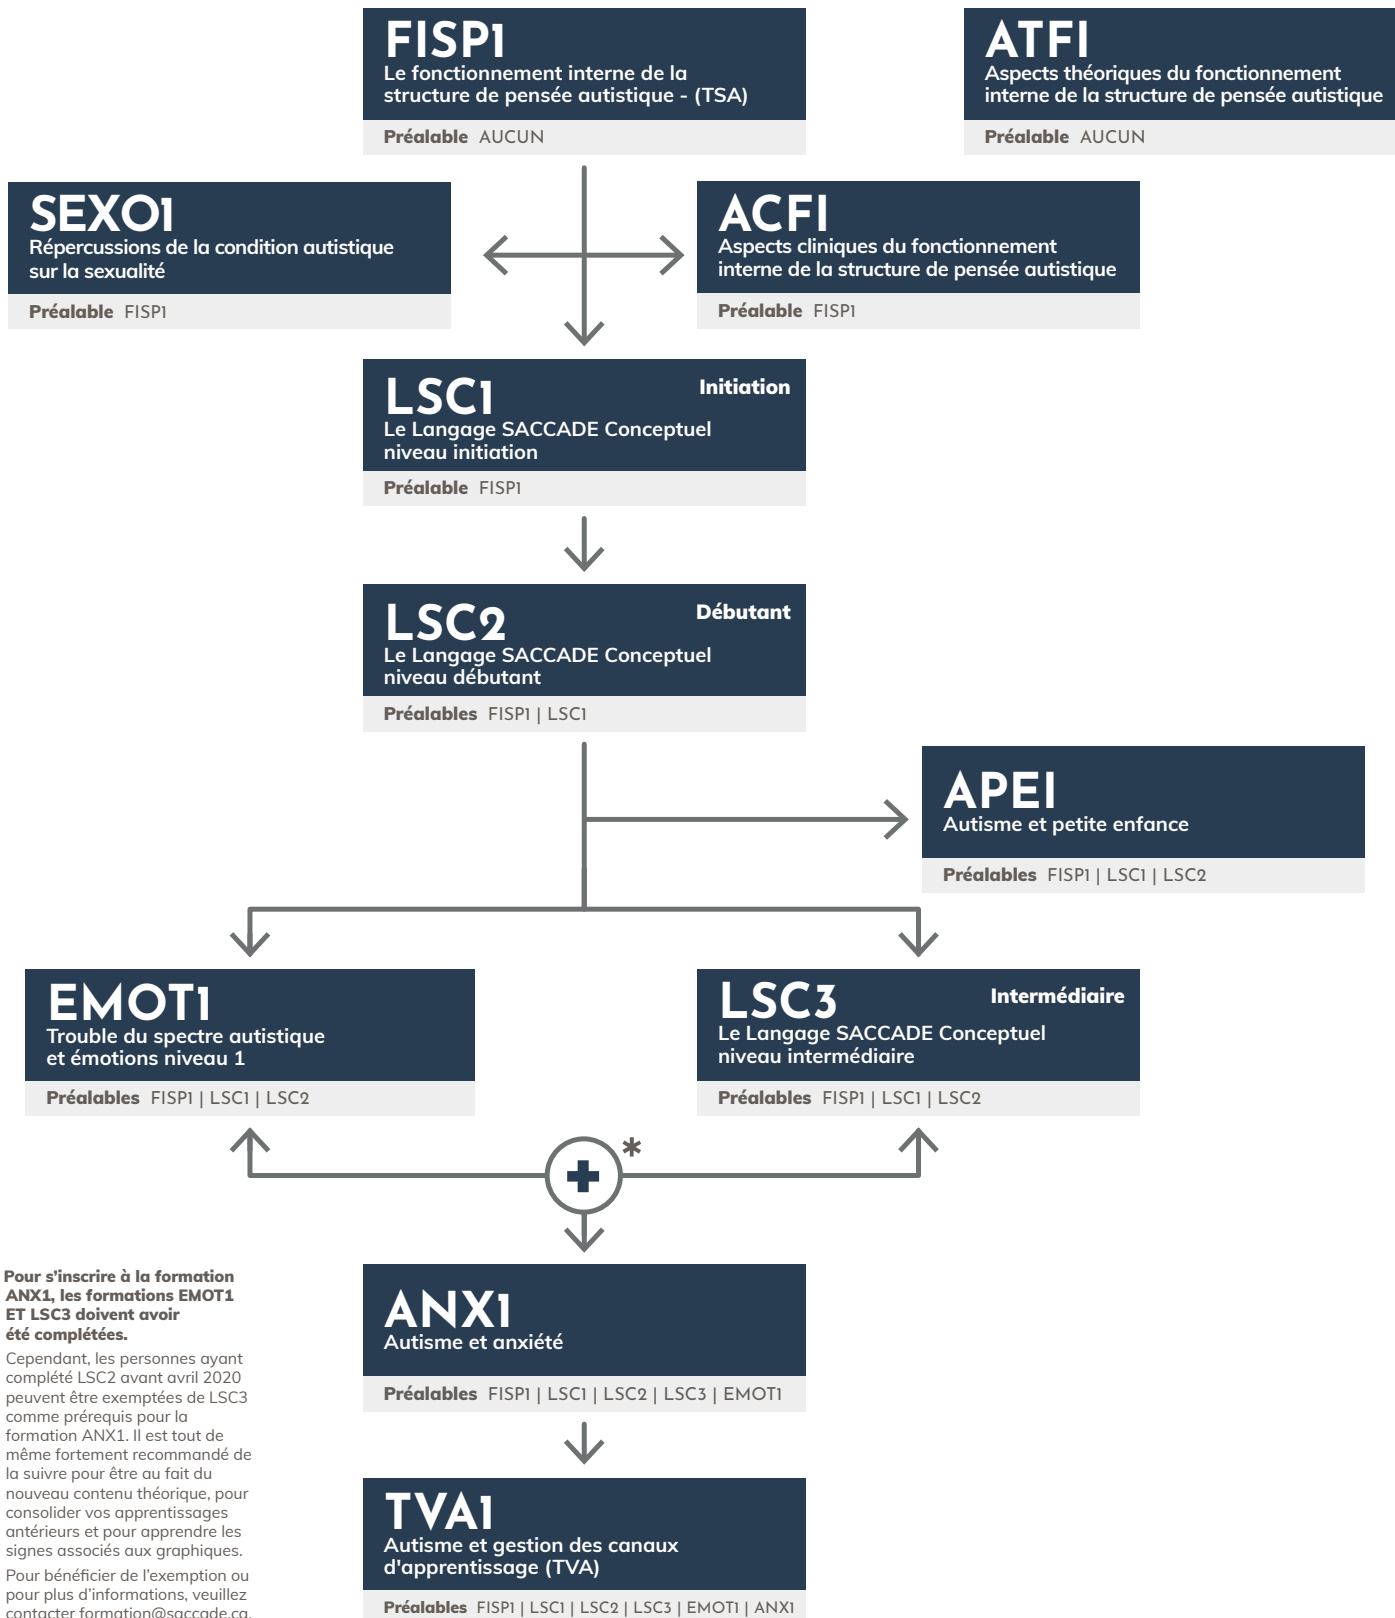 FISP1
Le fonctionnement interne de la
structure de pensée autistique - (TSA)
Préalable AUCUN
ATFI
Aspects théoriques du fonctionnement
interne de la structure de pensée autistique
Préalable AUCUN
SEXO1
Répercussions de la condition autistique
sur la sexualité
Préalable FISP1
ACFI
Aspects cliniques du fonctionnement
interne de la structure de pensée autistique
Préalable FISP1
LSC1
Initiation
Le Langage SACCADE Conceptuel
niveau initiation
Préalable FISP1
LSC2
Débutant
Le Langage SACCADE Conceptuel
niveau débutant
Préalables FISP1 | LSC1
APEI
Autisme et petite enfance
Préalables FISP1 | LSC1 | LSC2
EMOT1
Trouble du spectre autistique
et émotions niveau 1
Préalables FISP1 | LSC1 | LSC2
LSC3
Intermédiaire
Le Langage SACCADE Conceptuel
niveau intermédiaire
Préalables FISP1 | LSC1 | LSC2
+ *
Pour s'inscrire à la formation
ANX1, les formations EMOT1
ET LSC3 doivent avoir
été complétées.
Cependant, les personnes ayant
complété LSC2 avant avril 2020
peuvent être exemptées de LSC3
comme prérequis pour la
formation ANX1. Il est tout de
même fortement recommandé de
la suivre pour être au fait du
nouveau contenu théorique, pour
consolider vos apprentissages
antérieurs et pour apprendre les
signes associés aux graphiques.
Pour bénéficier de l'exemption ou
pour plus d'informations, veuillez
contacter formation@saccade.ca.
ANX1
Autisme et anxiété
Préalables FISP1 | LSC1 | LSC2 | LSC3 | EMOT1
TVA1
Autisme et gestion des canaux
d'apprentissage (TVA)
Préalables FISP1 | LSC1 | LSC2 | LSC3 | EMOT1 | ANX1